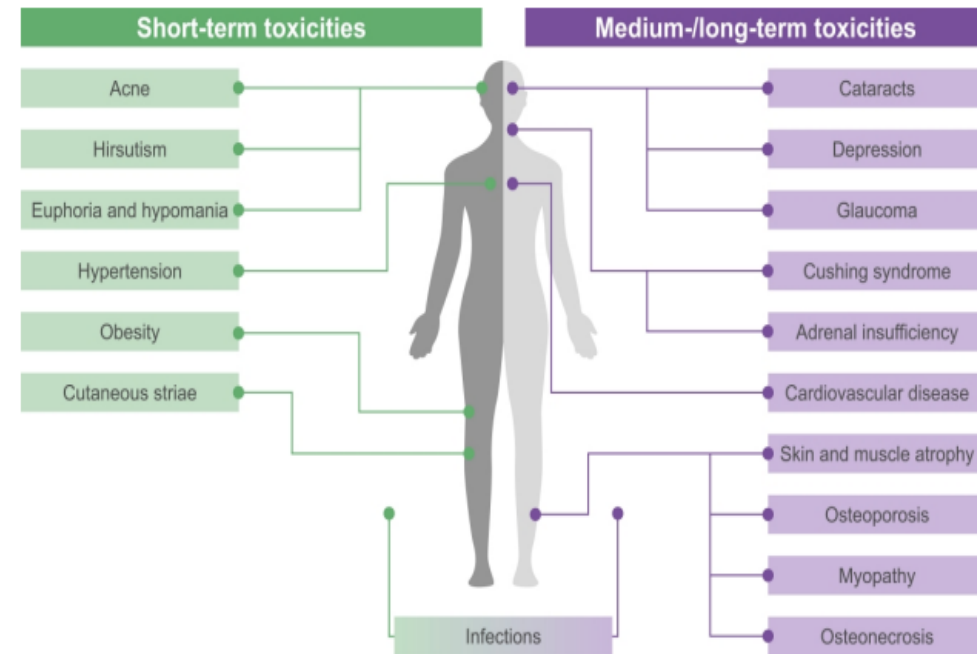 Short-term toxicities
Acne
Hirsutism
Euphoria and hypomania
Hypertension
Obesity
Cutaneous striae
Medium-/long-term toxicities
Cataracts
Depression
Glaucoma
Cushing syndrome
Adrenal insufficiency
Cardiovascular disease
Skin and muscle atrophy
Osteoporosis
Myopathy
Osteonecrosis
Infections